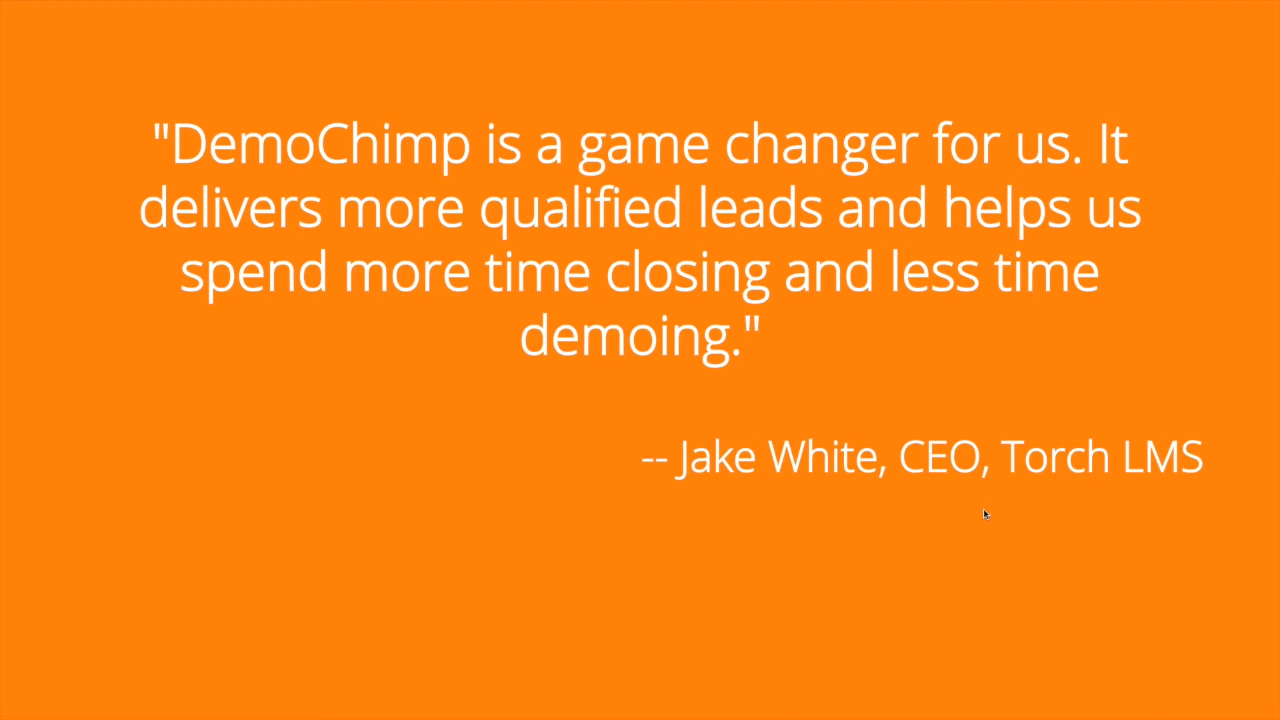 "DemoChimp is a game changer for us. It
delivers more qualified leads and helps us
spend more time closing and less time
demoing."
-- Jake White, CEO, Torch LMS